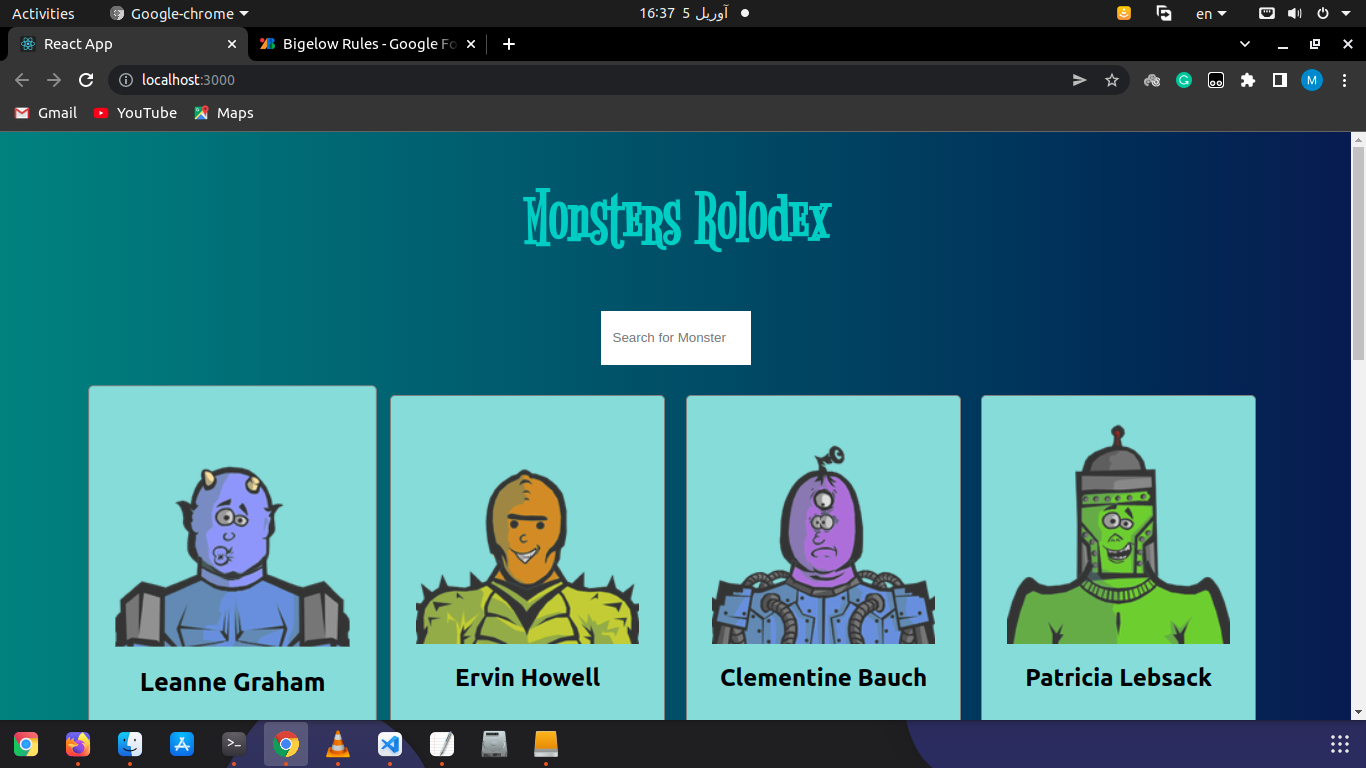 Activities Google-chrome 16:37 5 آوریل en
React App Bigelow Rules - Google Fo
localhost:3000 M
Gmail YouTube Maps
Monsters Rolodex
Search for Monster
Leanne Graham Ervin Howell Clementine Bauch Patricia Lebsack